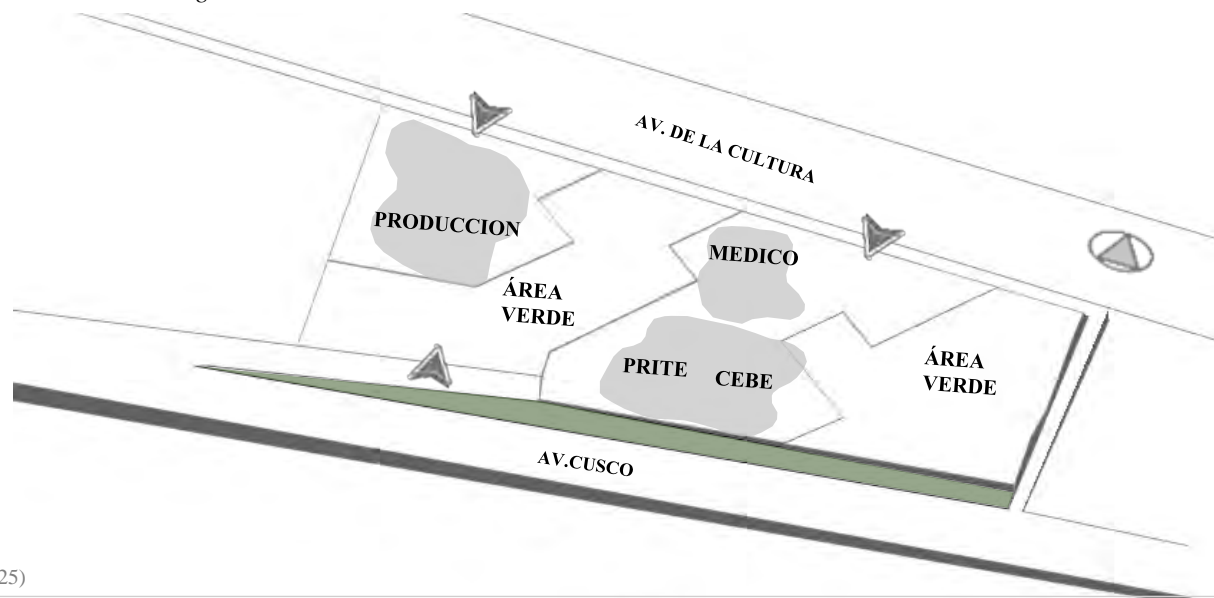 AV. DE LA CULTURA
PRODUCCION
MEDICO
ÁREA
VERDE
PRITE CEBE
ÁREA
VERDE
AV.CUSCO
25)